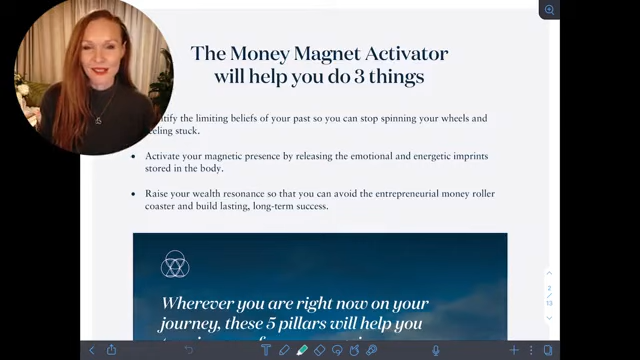 The Money Magnet Activator
will help you do 3 things
the limiting beliefs of your past so you can stop spinning your wheels and
stuck.
• Activate your magnetic presence by releasing the emotional and energetic imprints
stored in the body.
• Raise your wealth resonance so that you can avoid the entrepreneurial money roller
coaster and build lasting, long-term success.
Wherever you are right now on your
journey, these 5 pillars will help you
2
13